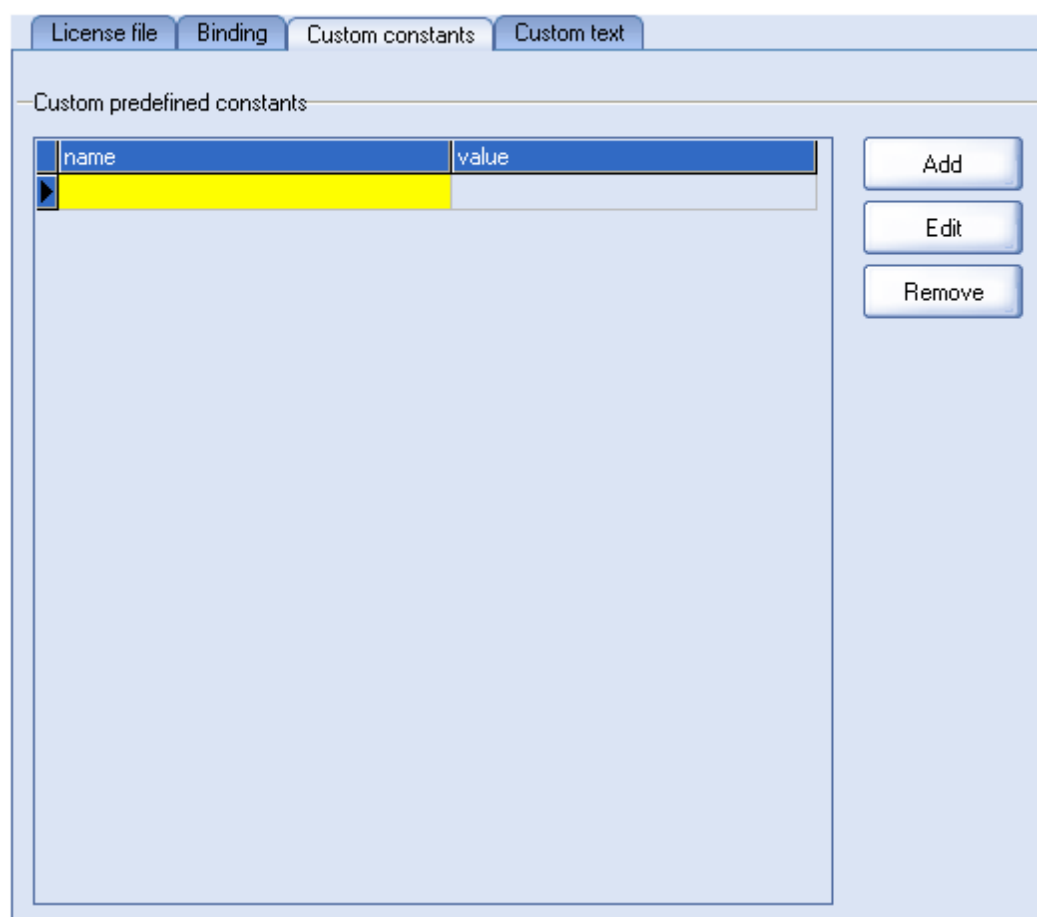 License file Binding Custom constants Custom text
Custom predefined constants
name value
Add
Edit
Remove